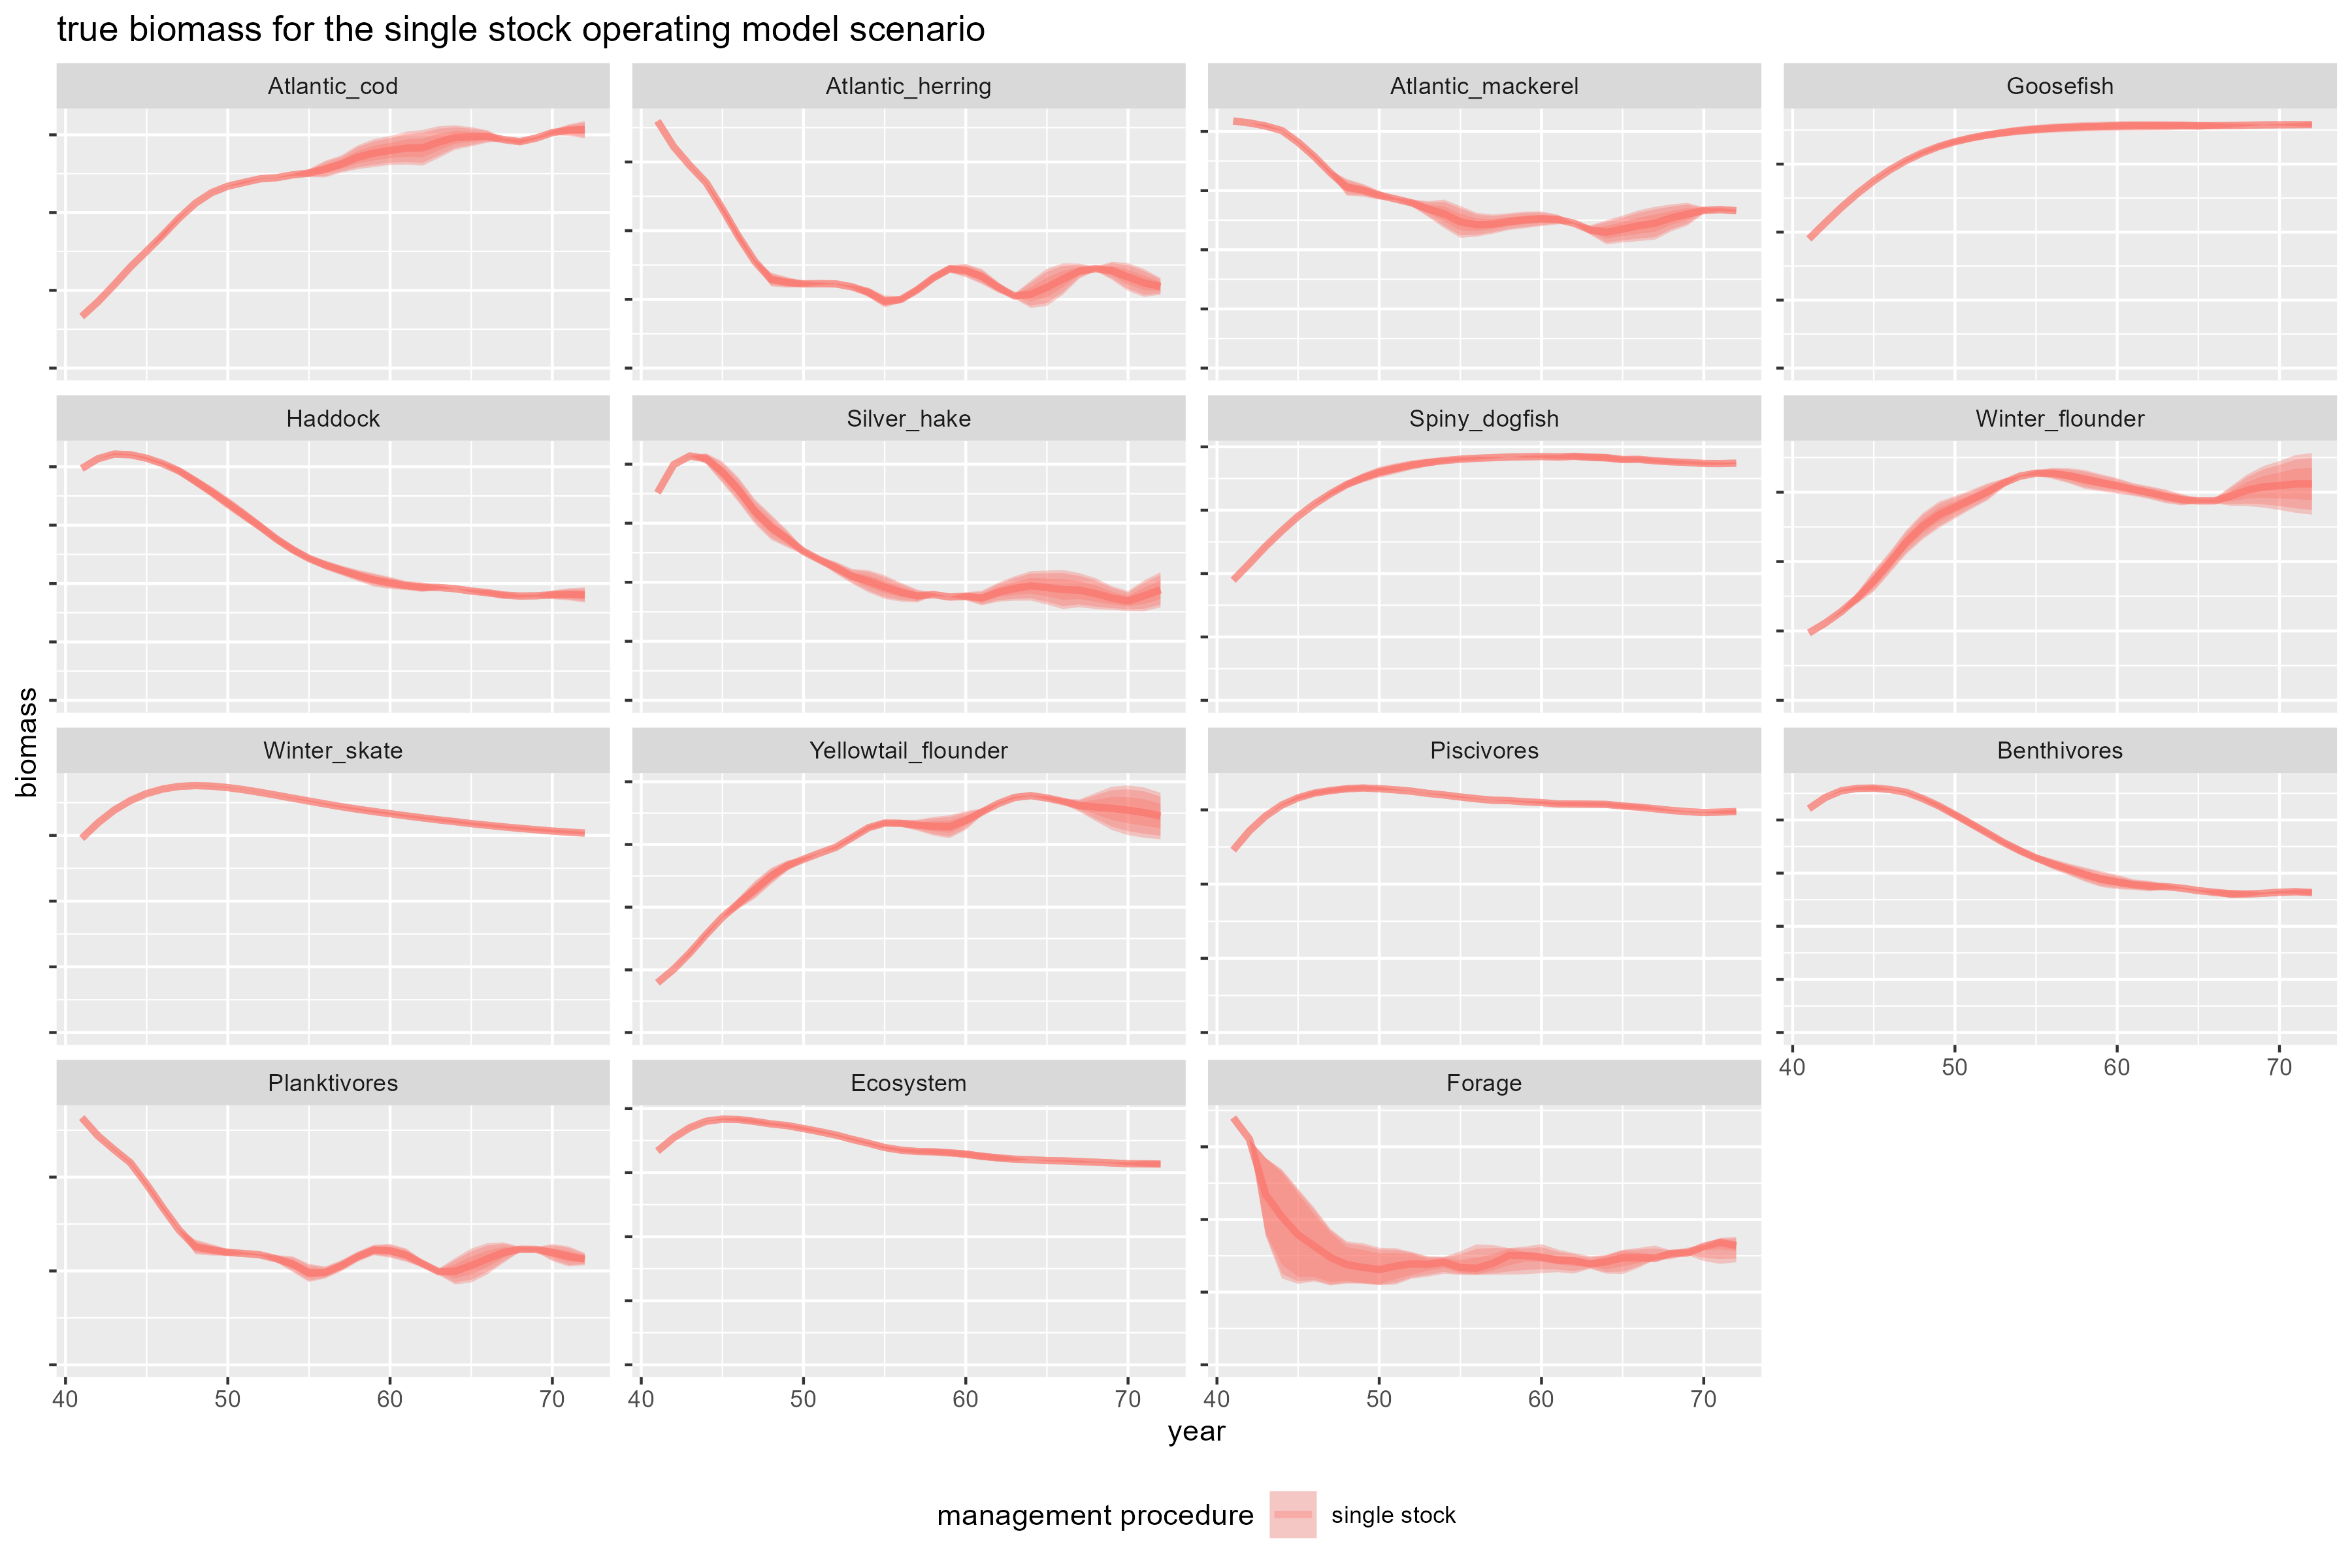 true biomass for the single stock operating model scenario
Atlantic_cod
Atlantic_herring
Atlantic_mackerel
Goosefish
Haddock
Silver_hake
Spiny_dogfish
Winter_flounder
Winter_skate
Yellowtail_flounder
Piscivores
Benthivores
biomass
40 50 60 70
Planktivores
Ecosystem
Forage
40 50 60 70
40 50 60 70
40 50 60 70
year
management procedure single stock